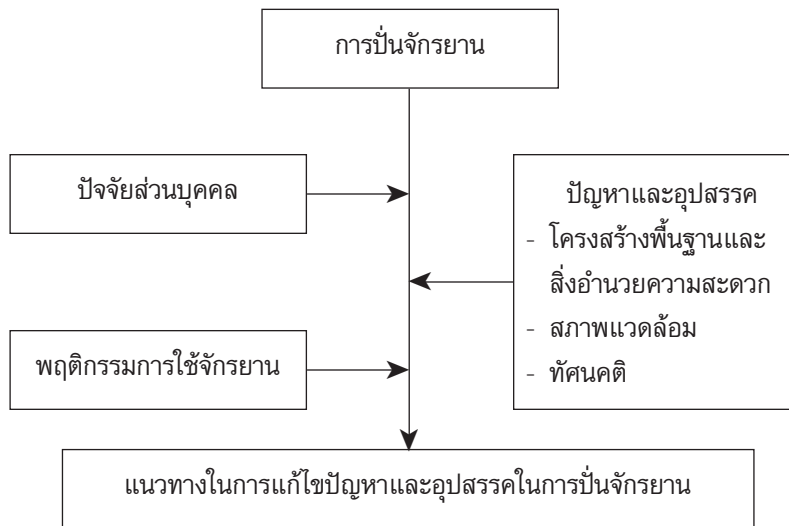 การปั่นจักรยาน
ปัจจัยส่วนบุคคล
ปัญหาและอุปสรรค
- โครงสร้างพื้นฐานและ
สิ่งอำนวยความสะดวก
- สภาพแวดล้อม
- ทัศนคติ
พฤติกรรมการใช้จักรยาน
แนวทางในการแก้ไขปัญหาและอุปสรรคในการปั่นจักรยาน